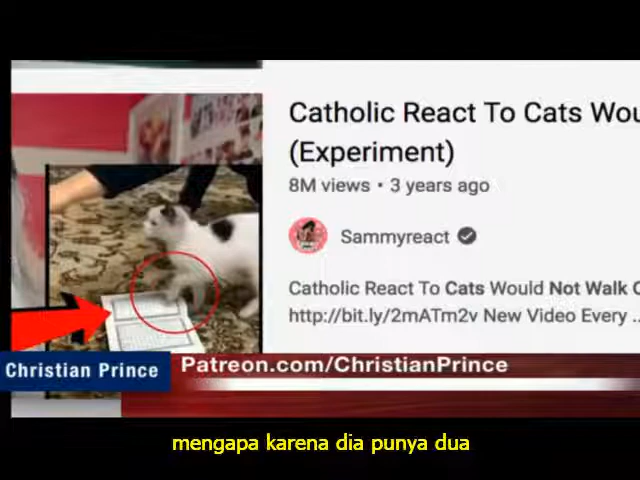 Catholic React To Cats Wou
(Experiment)
8M views • 3 years ago
Sammyreact
Catholic React To Cats Would Not Walk O
http://bit.ly/2mATm2v New Video Every ...
Christian Prince
Patreon.com/ChristianPrince
mengapa karena dia punya dua